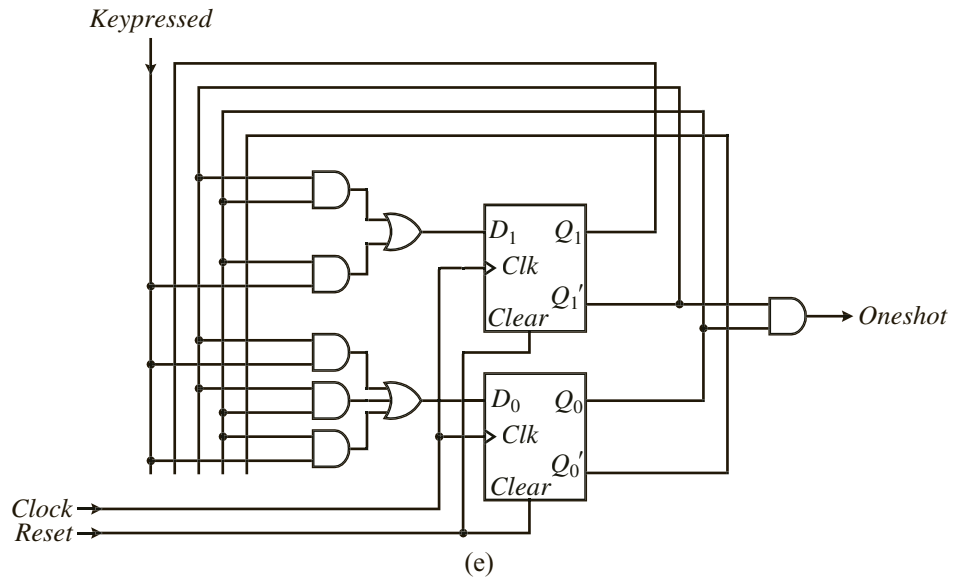 Keypressed
D₁
Q₁
Clk
Q₁′
Clear
Oneshot
D₀
Q₀
Clk
Q₀′
Clear
Clock
Reset
(e)